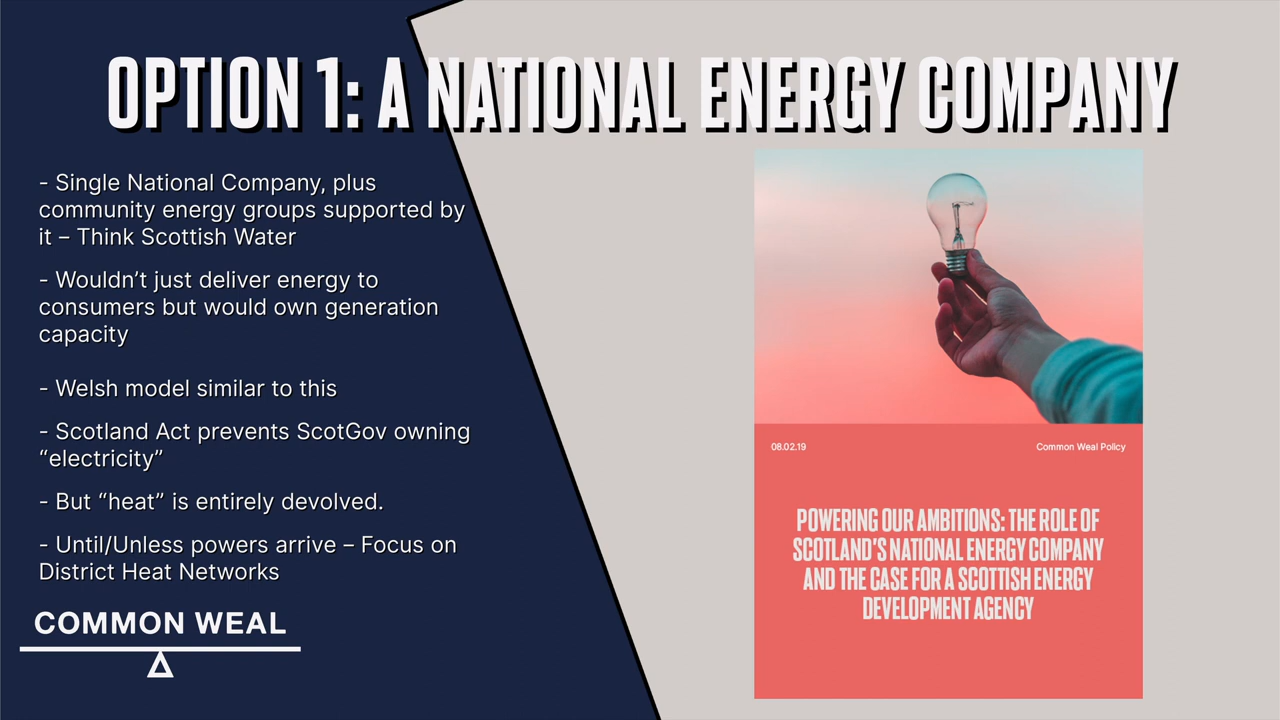 OPTION 1: A NATIONAL ENERGY COMPANY
- Single National Company, plus
community energy groups supported by
it – Think Scottish Water
- Wouldn’t just deliver energy to
consumers but would own generation
capacity
- Welsh model similar to this
- Scotland Act prevents ScotGov owning
“electricity”
- But “heat” is entirely devolved.
- Until/Unless powers arrive – Focus on
District Heat Networks
COMMON WEAL
08.02.19
Common Weal Policy
POWERING OUR AMBITIONS: THE ROLE OF
SCOTLAND'S NATIONAL ENERGY COMPANY
AND THE CASE FOR A SCOTTISH ENERGY
DEVELOPMENT AGENCY